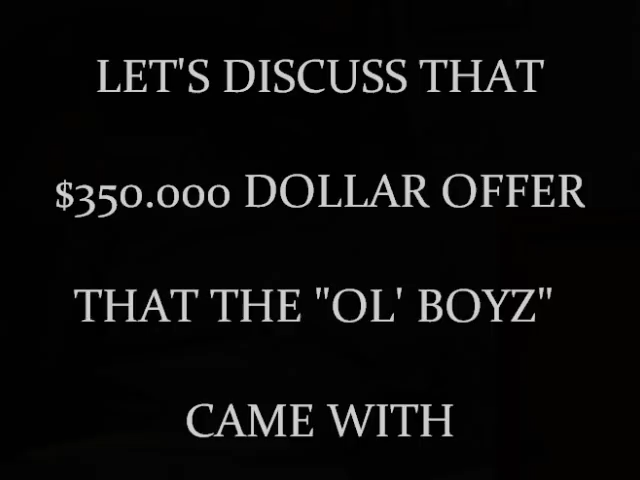 LET'S DISCUSS THAT
$350.000 DOLLAR OFFER
THAT THE "OL' BOYZ"
CAME WITH